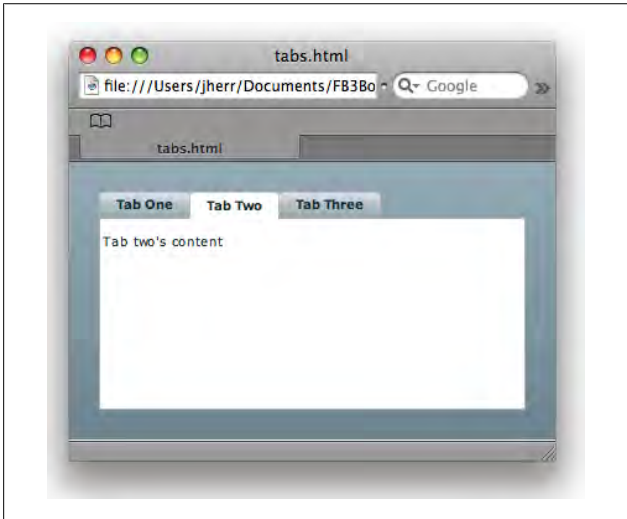 tabs.html
file:///Users/jherr/Documents/FB3Bo
Google
tabs.html
Tab One Tab Two Tab Three
Tab two's content